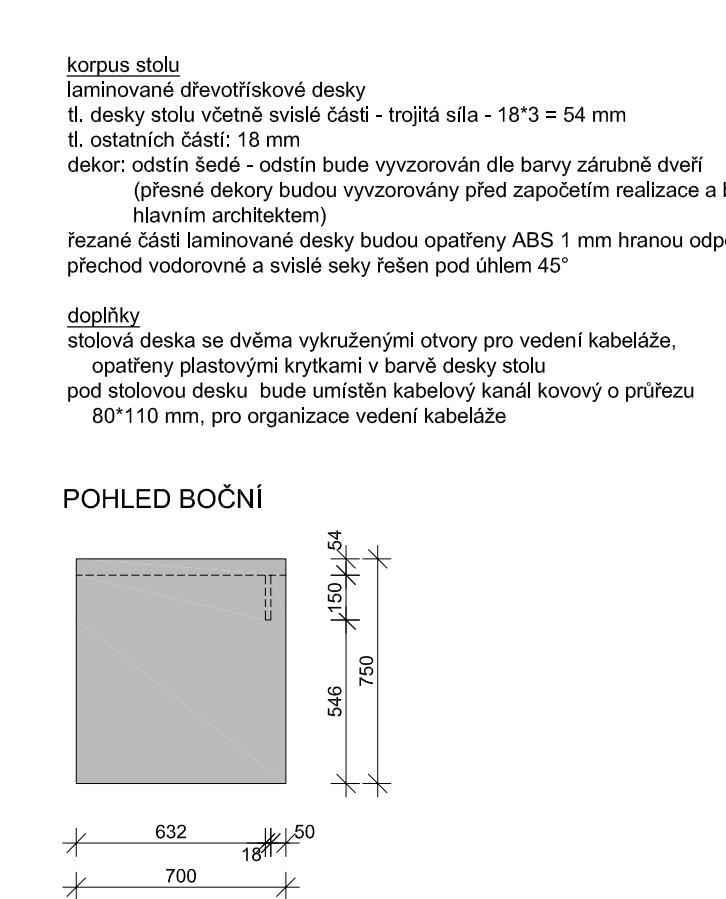 korpus stolu
laminované dřevotřískové desky
tl. desky stolu včetně svislé části - trojitá síla - 18*3 = 54 mm
tl. ostatních částí: 18 mm
dekor: odstín šedé - odstín bude vyvzorován dle barvy zárubně dveří
(přesné dekory budou vyvzorovány před započetím realizace a
hlavním architektem)
řezané části laminované desky budou opatřeny ABS 1 mm hranou
přechod vodorovné a svislé seky řešen pod úhlem 45°
doplňky
stolová deska se dvěma vykruženými otvory pro vedení kabeláže,
opatřeny plastovými krytkami v barvě desky stolu
pod stolovou desku bude umístěn kabelový kanál kovový o průřezu
80*110 mm, pro organizace vedení kabeláže
POHLED BOČNÍ
54
150
750
546
632
50
18
700